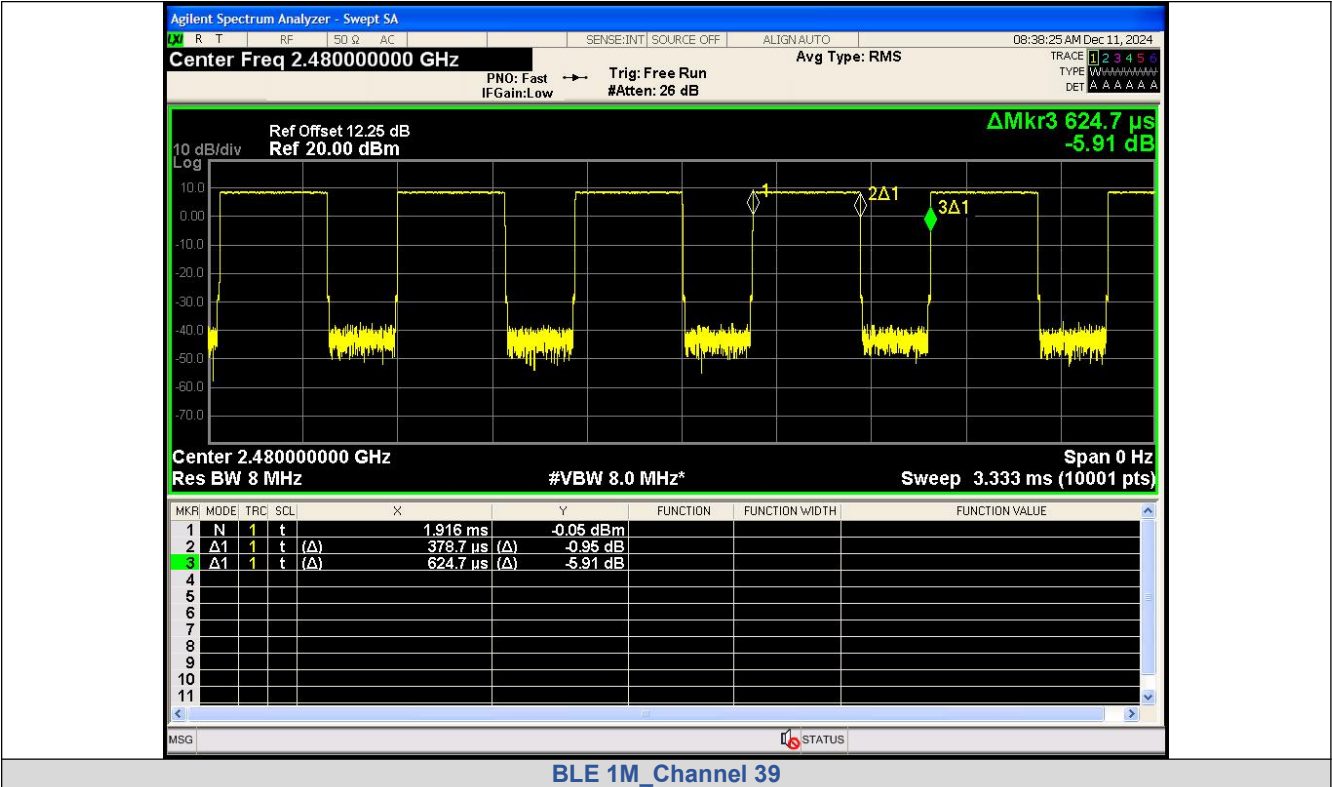 Agilent Spectrum Analyzer - Swept SA
LXI R T RF 50 Ω AC SENSE:INT SOURCE OFF ALIGN AUTO 08:38:25 AM Dec 11, 2024
Center Freq 2.480000000 GHz
PNO: Fast
IFGain:Low
Trig: Free Run
#Atten: 26 dB
Avg Type: RMS
TRACE 1 2 3 4 5 6
TYPE W
DET A A A A A A
ΔMkr3 624.7 µs
-5.91 dB
Ref Offset 12.25 dB
10 dB/div Ref 20.00 dBm
Log
10.0
0.00
-10.0
-20.0
-30.0
-40.0
-50.0
-60.0
-70.0
1
2Δ1
3Δ1
Center 2.480000000 GHz Span 0 Hz
Res BW 8 MHz #VBW 8.0 MHz* Sweep 3.333 ms (10001 pts)
MKR MODE TRC SCL X Y FUNCTION FUNCTION WIDTH FUNCTION VALUE
1 N 1 t 1.916 ms -0.05 dBm
2 Δ1 1 t (Δ) 378.7 µs (Δ) -0.95 dB
3 Δ1 1 t (Δ) 624.7 µs (Δ) -5.91 dB
4
5
6
7
8
9
10
11
MSG STATUS
BLE 1M_Channel 39